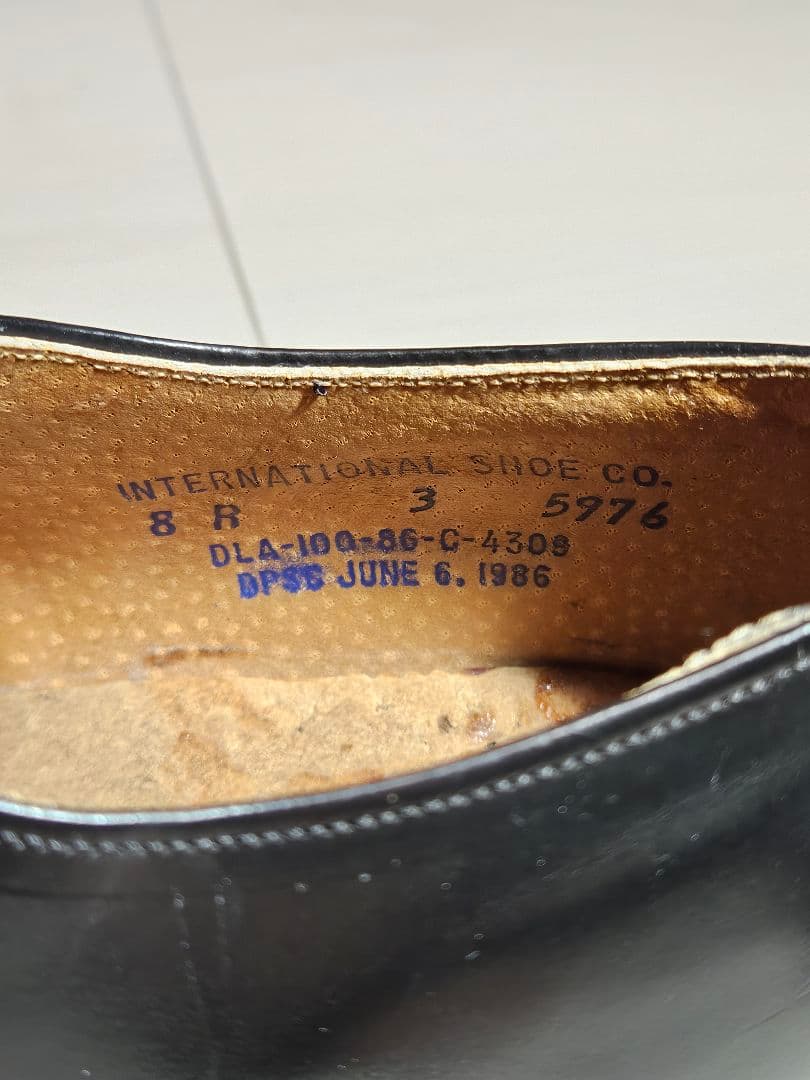 INTERNATIONAL SHOE CO.
8 R 3 5976
DLA-100-86-C-4308
DPSC JUNE 6, 1986